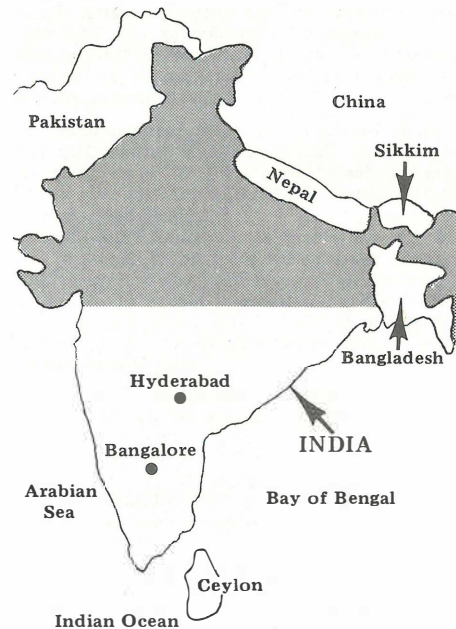 China
Pakistan
Sikkim
Nepal
Bangladesh
Hyderabad
INDIA
Bangalore
Arabian
Sea
Bay of Bengal
Ceylon
Indian Ocean